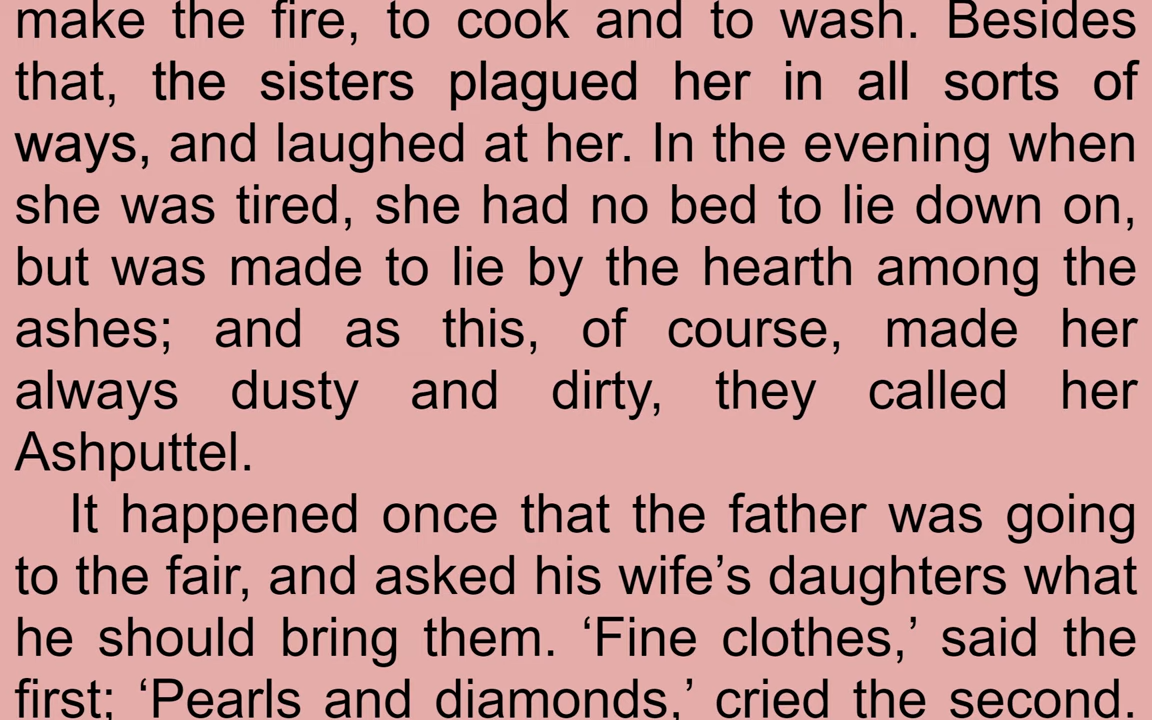 make the fire, to cook and to wash. Besides
that, the sisters plagued her in all sorts of
ways, and laughed at her. In the evening when
she was tired, she had no bed to lie down on,
but was made to lie by the hearth among the
ashes; and as this, of course, made her
always dusty and dirty, they called her
Ashputtel.
It happened once that the father was going
to the fair, and asked his wife’s daughters what
he should bring them. ‘Fine clothes,’ said the
first; ‘Pearls and diamonds,’ cried the second.